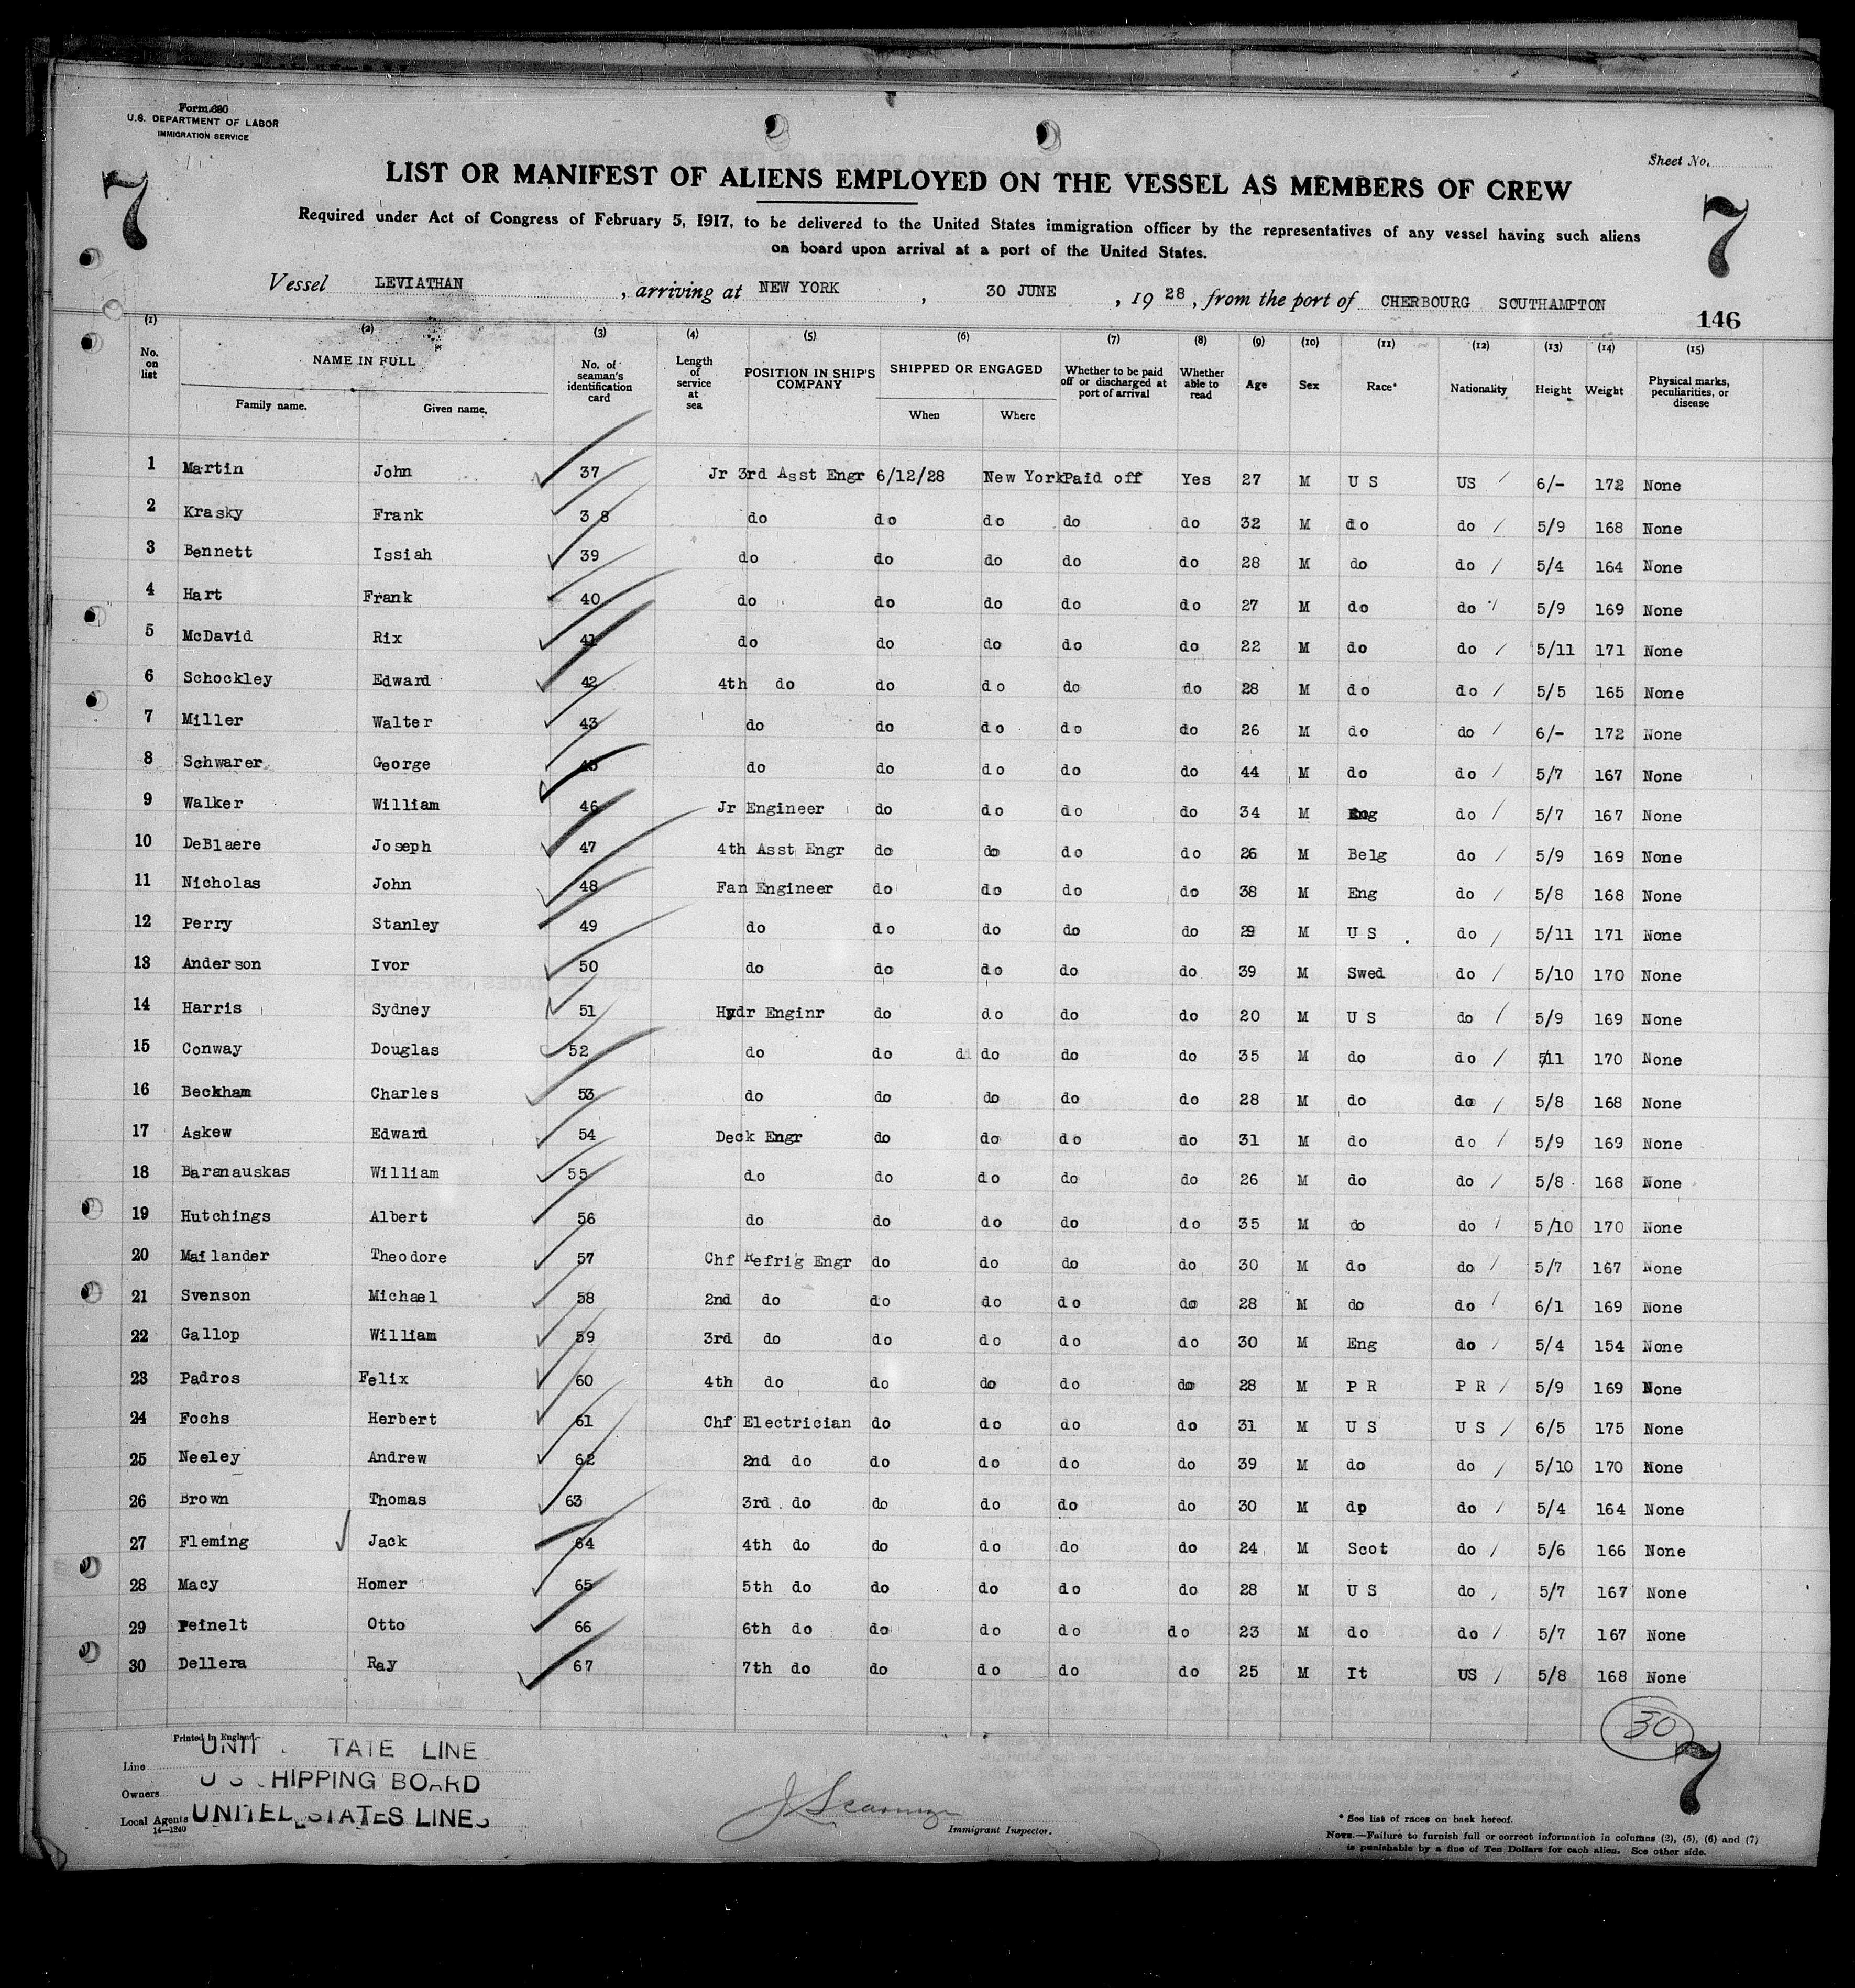 Form 680
U.S. DEPARTMENT OF LABOR
IMMIGRATION SERVICE
Sheet No.
7 7
LIST OR MANIFEST OF ALIENS EMPLOYED ON THE VESSEL AS MEMBERS OF CREW
Required under Act of Congress of February 5, 1917, to be delivered to the United States immigration officer by the representatives of any vessel having such aliens
on board upon arrival at a port of the United States.
Vessel LEVIATHAN, arriving at NEW YORK, 30 JUNE, 1928, from the port of CHERBOURG SOUTHAMPTON
146
(1) (2) (3) (4) (5) (6) (7) (8) (9) (10) (11) (12) (13) (14) (15)
No. on list NAME IN FULL Family name. Given name. No. of seaman's identification card Length of service at sea POSITION IN SHIP'S COMPANY SHIPPED OR ENGAGED When Where Whether to be paid off or discharged at port of arrival Whether able to read Age Sex Race* Nationality Height Weight Physical marks, peculiarities, or disease
1 Martin John 37 Jr 3rd Asst Engr 6/12/28 New York Paid off Yes 27 M U S US / 6/- 172 None
2 Krasky Frank 38 do do do do do 32 M do do / 5/9 168 None
3 Bennett Issiah 39 do do do do do 28 M do do / 5/4 164 None
4 Hart Frank 40 do do do do do 27 M do do / 5/9 169 None
5 McDavid Rix 41 do do do do do 22 M do do / 5/11 171 None
6 Schockley Edward 42 4th do do do do do 28 M do do / 5/5 165 None
7 Miller Walter 43 do do do do do 26 M do do / 6/- 172 None
8 Schwarer George do do do do do 44 M do do / 5/7 167 None
9 Walker William 46 Jr Engineer do do do do 34 M Eng do / 5/7 167 None
10 DeBlaere Joseph 47 4th Asst Engr do do do do 26 M Belg do / 5/9 169 None
11 Nicholas John 48 Fan Engineer do do do do 38 M Eng do / 5/8 168 None
12 Perry Stanley 49 do do do do do 29 M U S do / 5/11 171 None
13 Anderson Ivor 50 do do do do do 39 M Swed do / 5/10 170 None
14 Harris Sydney 51 Hydr Enginr do do do do 20 M U S do / 5/9 169 None
15 Conway Douglas 52 do do do do do 35 M do do / 5/11 170 None
16 Beckham Charles 53 do do do do do 28 M do do / 5/8 168 None
17 Askew Edward 54 Deck Engr do do do do 31 M do do / 5/9 169 None
18 Baranauskas William 55 do do do do do 26 M do do / 5/8 168 None
19 Hutchings Albert 56 do do do do do 35 M do do / 5/10 170 None
20 Mailander Theodore 57 Chf Refrig Engr do do do do 30 M do do / 5/7 167 None
21 Svenson Michael 58 2nd do do do do do 28 M do do / 6/1 169 None
22 Gallop William 59 3rd do do do do do 30 M Eng do / 5/4 154 None
23 Padros Felix 60 4th do do do do do 28 M P R P R / 5/9 169 None
24 Fochs Herbert 61 Chf Electrician do do do do 31 M U S U S / 6/5 175 None
25 Neeley Andrew 62 2nd do do do do do 39 M do do / 5/10 170 None
26 Brown Thomas 63 3rd do do do do do 30 M dp do / 5/4 164 None
27 Fleming Jack 64 4th do do do do do 24 M Scot do / 5/6 166 None
28 Macy Homer 65 5th do do do do do 28 M U S do / 5/7 167 None
29 Peinelt Otto 66 6th do do do do do 23 M do do / 5/7 167 None
30 Dellera Ray 67 7th do do do do do 25 M It US / 5/8 168 None
30
7
Printed in England.
Line UNIT TATE LINE
Owners U S SHIPPING BOARD
Local Agents UNITED STATES LINES
14—1240
Immigrant Inspector.
* See list of races on back hereof.
NOTE.—Failure to furnish full or correct information in columns (2), (5), (6) and (7)
is punishable by a fine of Ten Dollars for each alien. See other side.